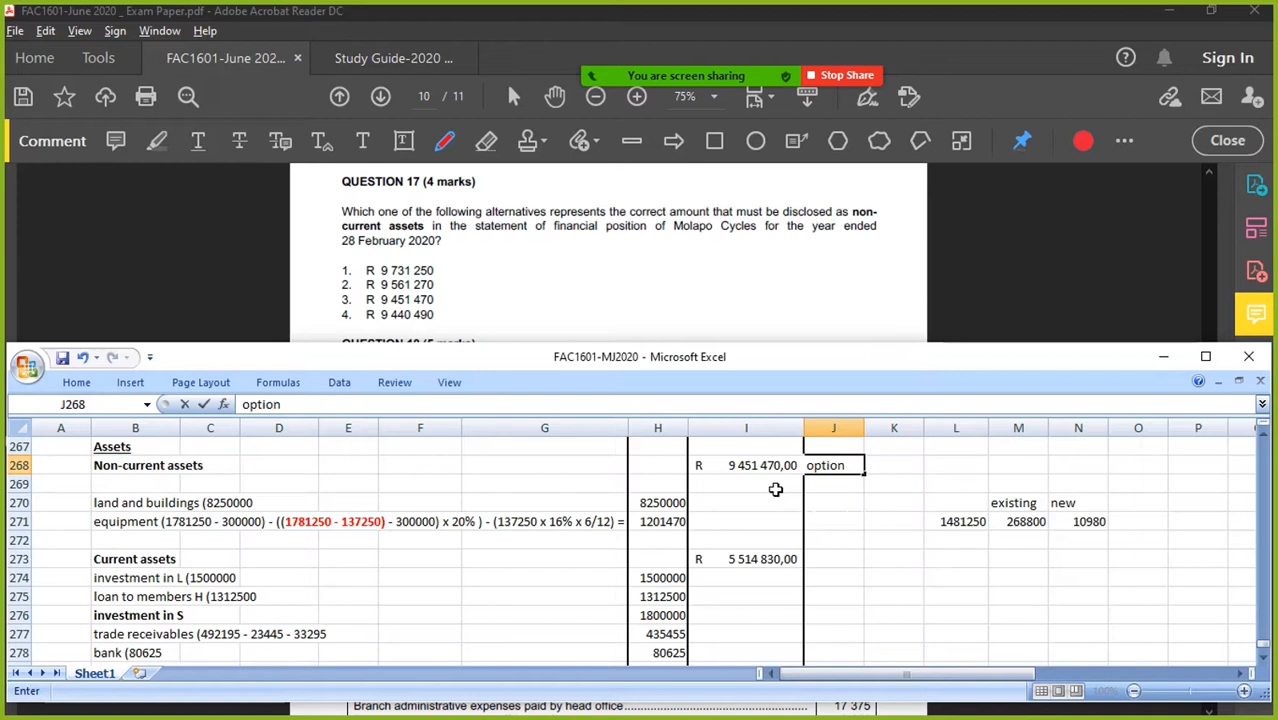 FAC1601-June 2020 _ Exam Paper.pdf - Adobe Acrobat Reader DC
File Edit View Sign Window Help
Home Tools FAC1601-June 202... × Study Guide-2020 ... Sign In
You are screen sharing Stop Share
10 / 11 75%
Comment Close
QUESTION 17 (4 marks)
Which one of the following alternatives represents the correct amount that must be disclosed as non-
current assets in the statement of financial position of Molapo Cycles for the year ended
28 February 2020?
1. R 9 731 250
2. R 9 561 270
3. R 9 451 470
4. R 9 440 490
FAC1601-MJ2020 - Microsoft Excel
Home Insert Page Layout Formulas Data Review View
J268 fx option
A B C D E F G H I J K L M N O P
267 Assets
268 Non-current assets R 9 451 470,00 option
269
270 land and buildings (8250000 8250000 existing new
271 equipment (1781250 - 300000) - ((1781250 - 137250) - 300000) x 20% ) - (137250 x 16% x 6/12) = 1201470 1481250 268800 10980
272
273 Current assets R 5 514 830,00
274 investment in L (1500000 1500000
275 loan to members H (1312500 1312500
276 investment in S 1800000
277 trade receivables (492195 - 23445 - 33295 435455
278 bank (80625 80625
Sheet1
Enter 100%
Branch administrative expenses paid by head office 17 375